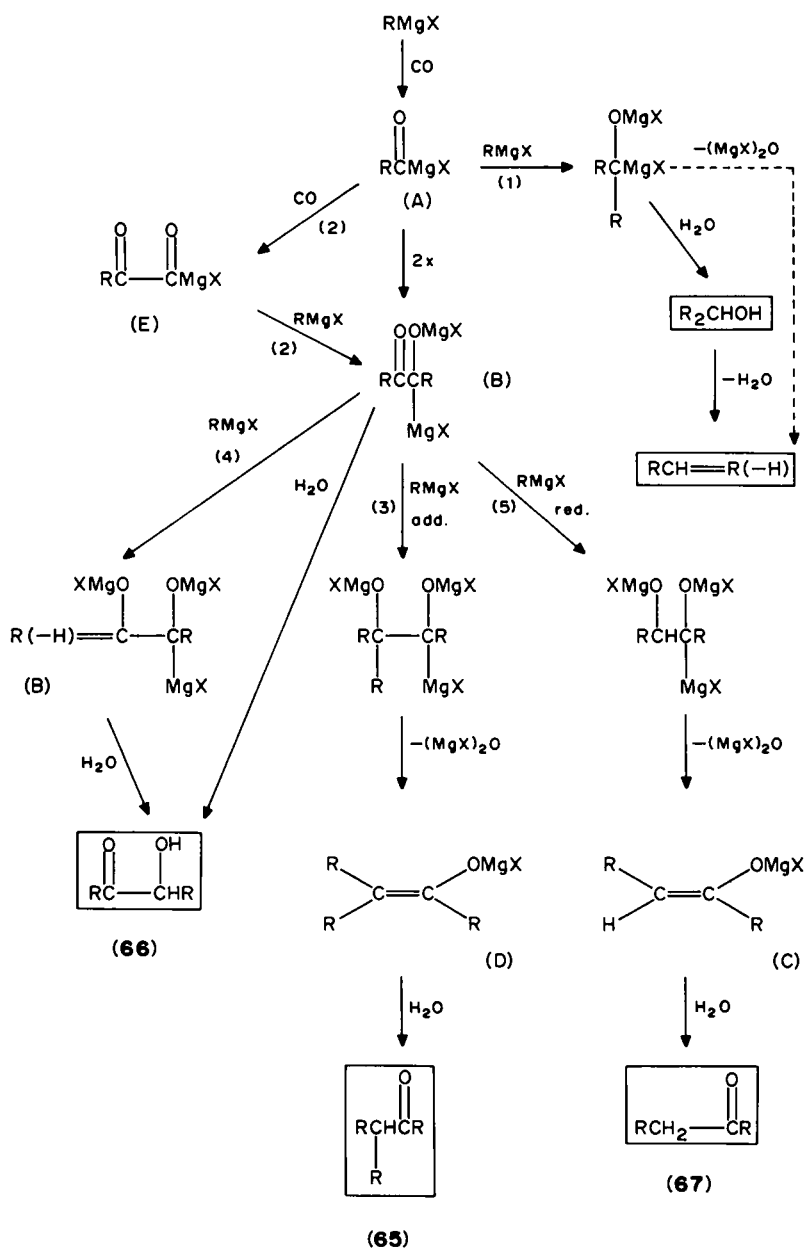 RMgX
CO
O
RCMgX
(A)
RMgX
(1)
OMgX
RCMgX
R
–(MgX)₂O
H₂O
R₂CHOH
–H₂O
RCH=R(–H)
CO
(2)
O O
RC–CMgX
(E)
RMgX
(2)
2x
O OMgX
RCCR
MgX
(B)
RMgX
(4)
H₂O
(3)
RMgX
add.
RMgX
(5)
red.
XMgO OMgX
R(–H)=C–CR
MgX
(B)
XMgO OMgX
RC–CR
R MgX
XMgO OMgX
RCHCR
MgX
H₂O
–(MgX)₂O
–(MgX)₂O
O OH
RC–CHR
(66)
R OMgX
C=C
R R
(D)
R OMgX
C=C
H R
(C)
H₂O
H₂O
O
RCHCR
R
(65)
O
RCH₂–CR
(67)